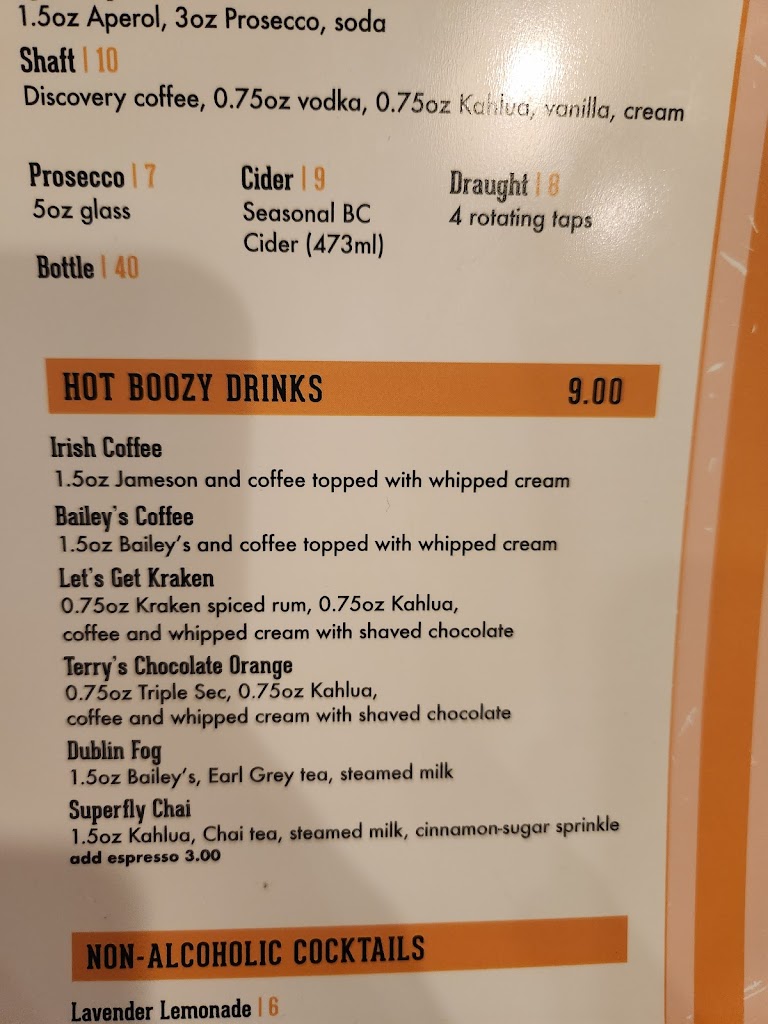 1.5oz Aperol, 3oz Prosecco, soda
Shaft | 10
Discovery coffee, 0.75oz vodka, 0.75oz Kahlua, vanilla, cream
Prosecco | 7
5oz glass
Bottle | 40
Cider | 9
Seasonal BC
Cider (473ml)
Draught | 8
4 rotating taps
HOT BOOZY DRINKS 9.00
Irish Coffee
1.5oz Jameson and coffee topped with whipped cream
Bailey's Coffee
1.5oz Bailey's and coffee topped with whipped cream
Let's Get Kraken
0.75oz Kraken spiced rum, 0.75oz Kahlua,
coffee and whipped cream with shaved chocolate
Terry's Chocolate Orange
0.75oz Triple Sec, 0.75oz Kahlua,
coffee and whipped cream with shaved chocolate
Dublin Fog
1.5oz Bailey's, Earl Grey tea, steamed milk
Superfly Chai
1.5oz Kahlua, Chai tea, steamed milk, cinnamon-sugar sprinkle
add espresso 3.00
NON-ALCOHOLIC COCKTAILS
Lavender Lemonade | 6